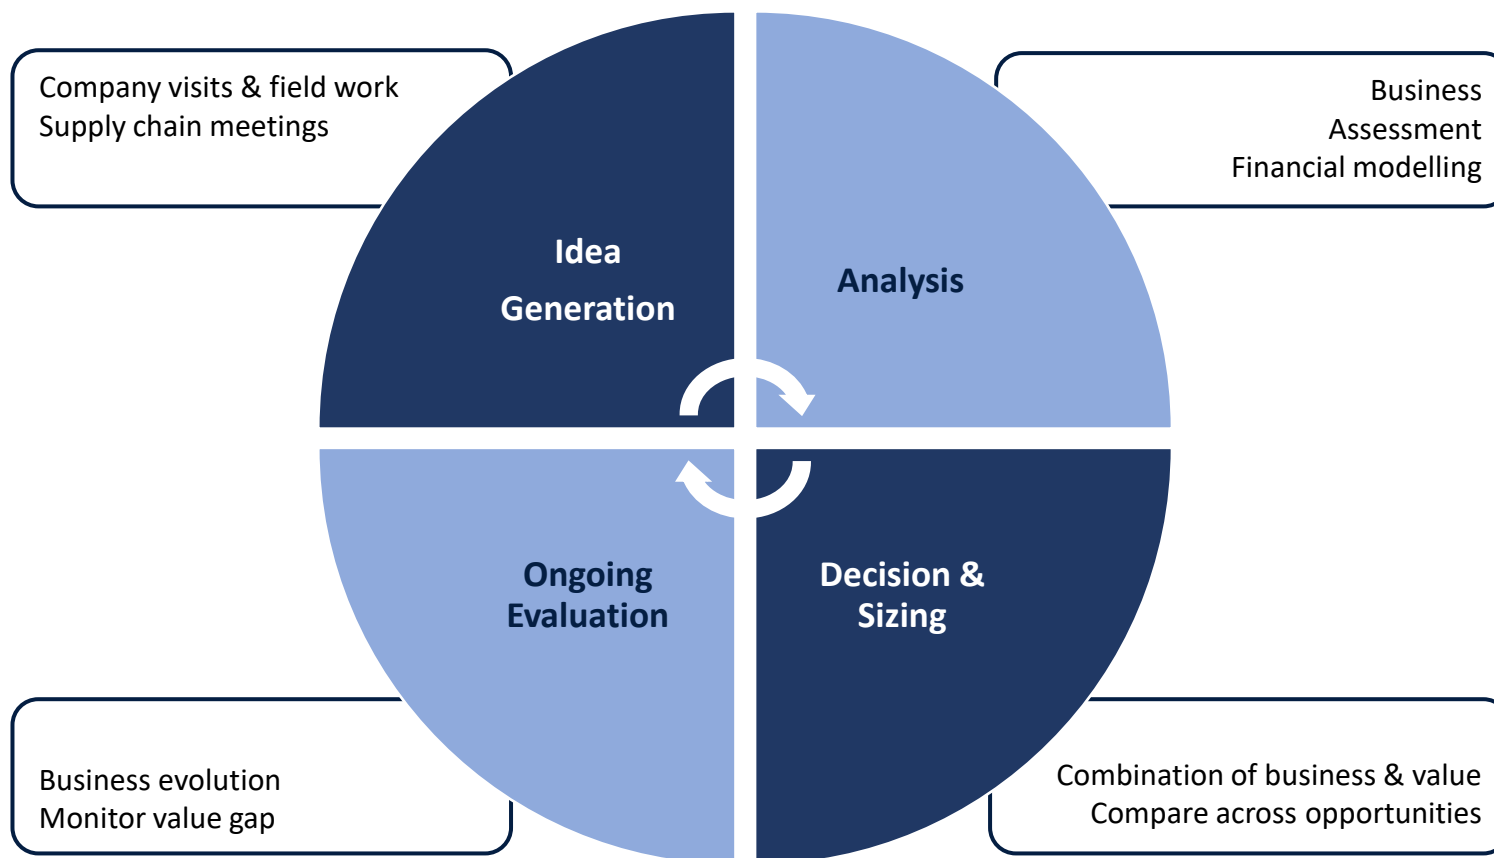 Company visits & field work
Supply chain meetings
Business
Assessment
Financial modelling
Idea
Generation
Analysis
Ongoing
Evaluation
Decision &
Sizing
Business evolution
Monitor value gap
Combination of business & value
Compare across opportunities